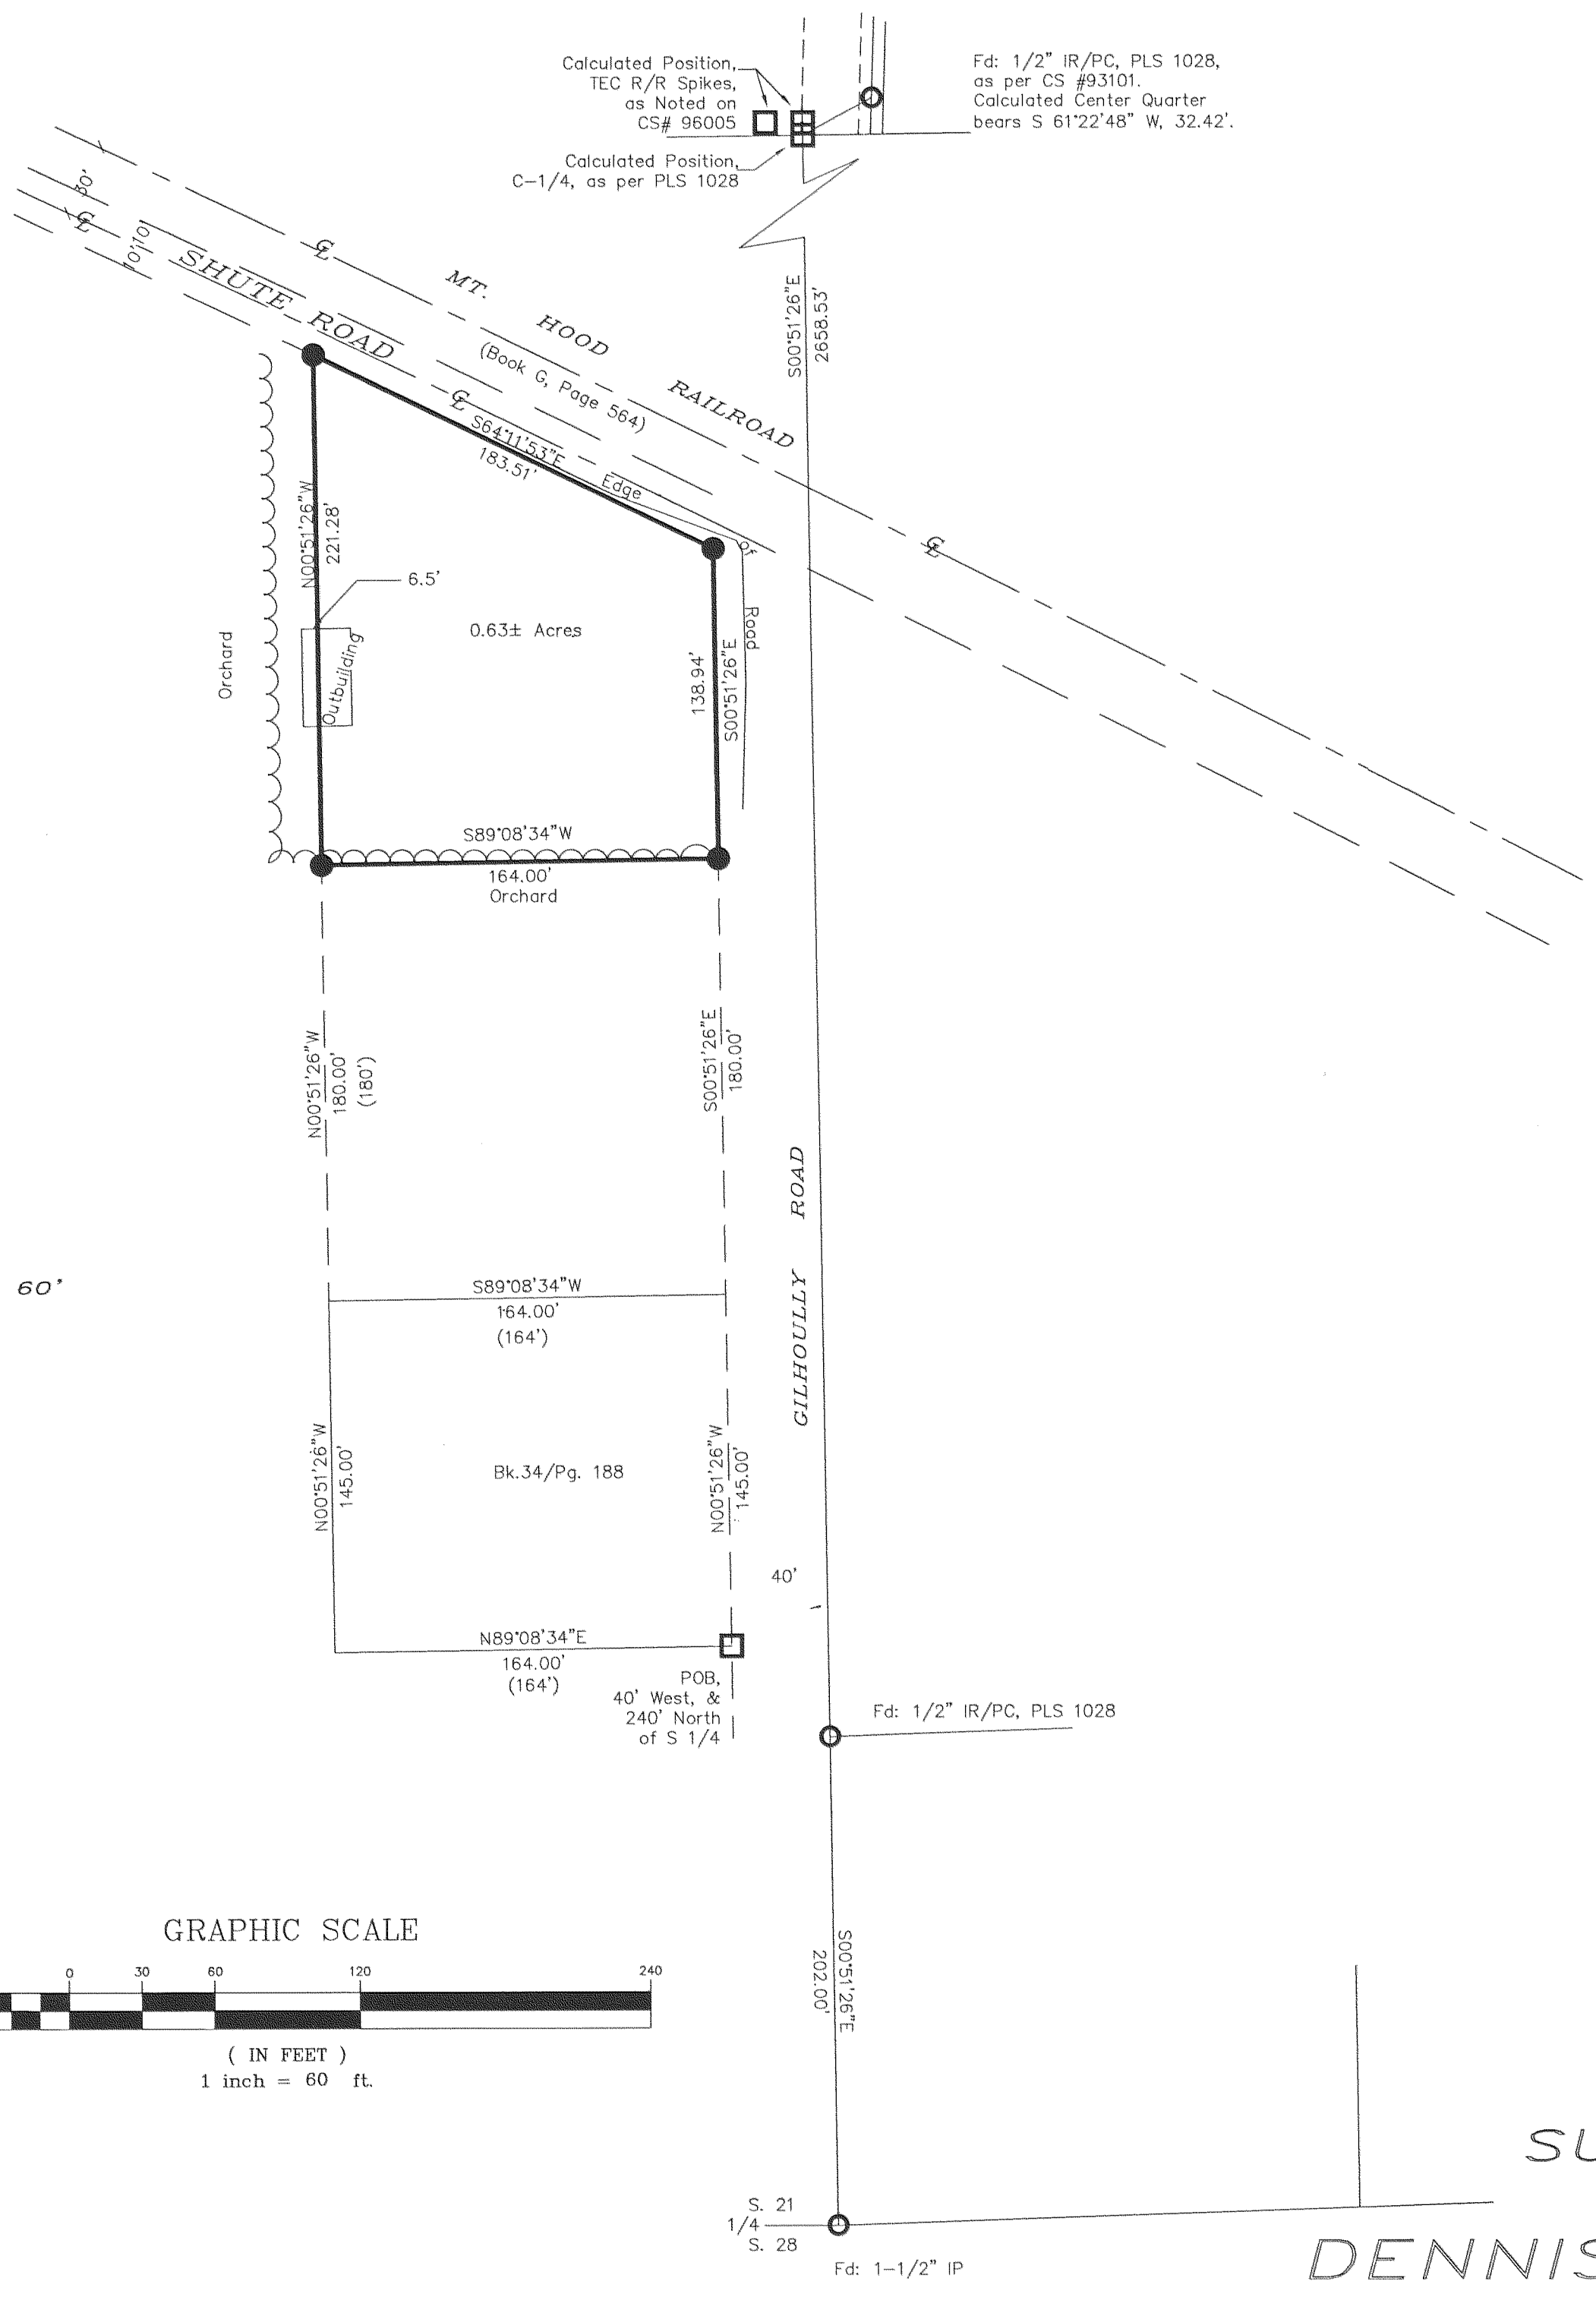 Calculated Position,
TEC R/R Spikes,
as Noted on
CS# 96005
Fd: 1/2" IR/PC, PLS 1028,
as per CS #93101.
Calculated Center Quarter
bears S 61°22'48" W, 32.42'.
Calculated Position,
C-1/4, as per PLS 1028
30'
CL
10'
10'
SHUTE ROAD
CL
MT. HOOD RAILROAD
(Book G, Page 564)
CL
S64°11'53"E
183.51'
Edge of Road
CL
S00°51'26"E
2658.53'
N00°51'26"W
221.28'
6.5'
0.63± Acres
Outbuilding
Orchard
138.94'
S00°51'26"E
S89°08'34"W
164.00'
Orchard
N00°51'26"W
180.00'
(180')
S00°51'26"E
180.00'
GILHOULLY ROAD
60'
S89°08'34"W
164.00'
(164')
N00°51'26"W
145.00'
Bk.34/Pg. 188
N00°51'26"W
145.00'
40'
N89°08'34"E
164.00'
(164')
POB,
40' West, &
240' North
of S 1/4
Fd: 1/2" IR/PC, PLS 1028
GRAPHIC SCALE
0 30 60 120 240
( IN FEET )
1 inch = 60 ft.
S00°51'26"E
202.00'
S. 21
1/4
S. 28
Fd: 1-1/2" IP
SU
DENNIS